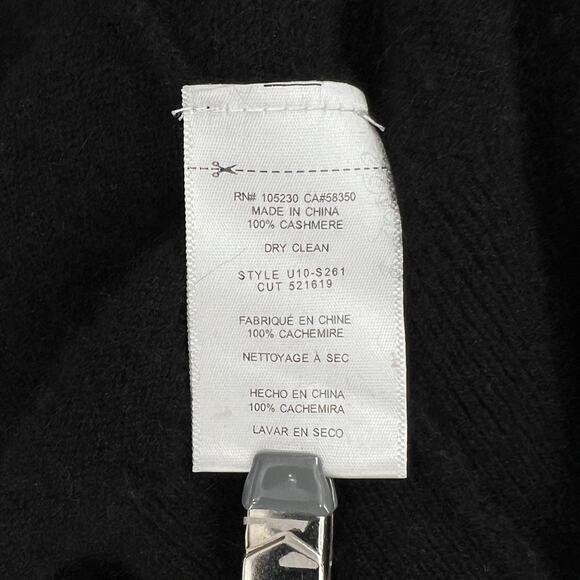 RN# 105230 CA#58350
MADE IN CHINA
100% CASHMERE
DRY CLEAN
STYLE U10-S261
CUT 521619
FABRIQUÉ EN CHINE
100% CACHEMIRE
NETTOYAGE À SEC
HECHO EN CHINA
100% CACHEMIRA
LAVAR EN SECO